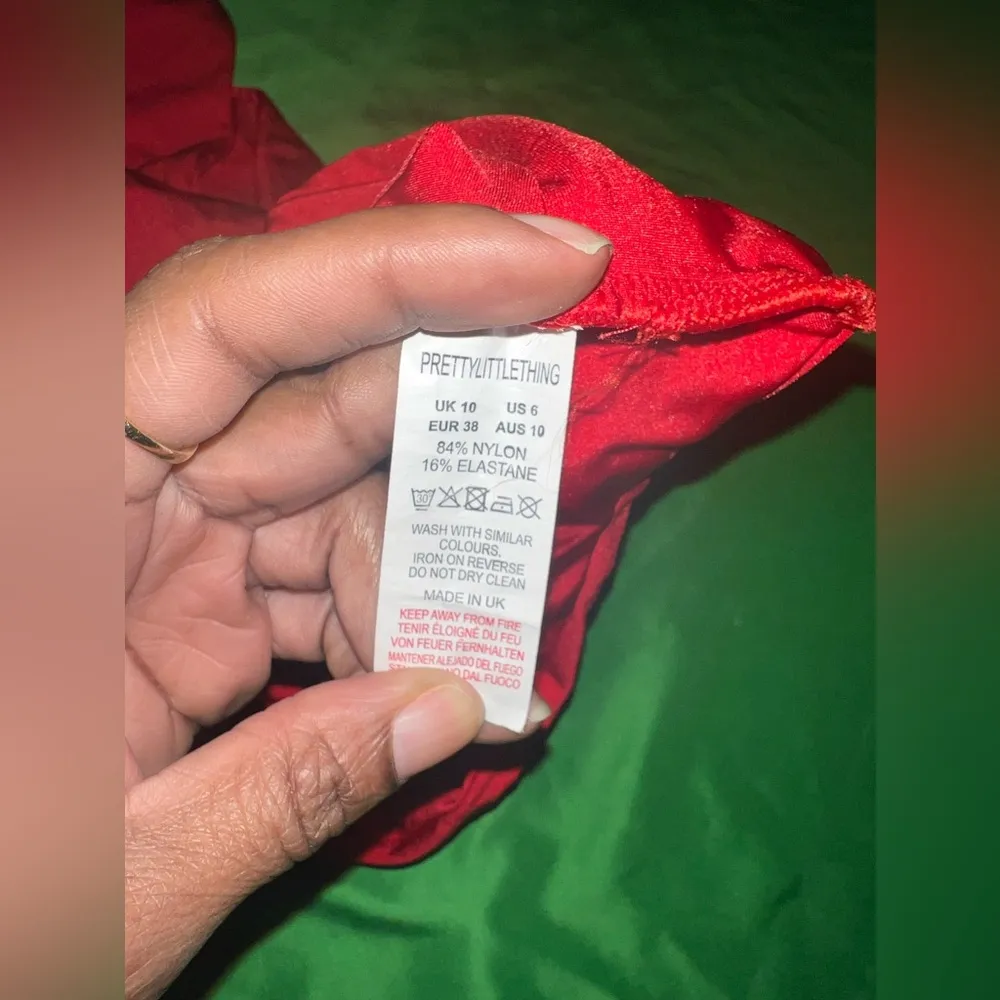 PRETTYLITTLETHING
UK 10 US 6
EUR 38 AUS 10
84% NYLON
16% ELASTANE
30
WASH WITH SIMILAR
COLOURS.
IRON ON REVERSE
DO NOT DRY CLEAN
MADE IN UK
KEEP AWAY FROM FIRE
TENIR ÉLOIGNÉ DU FEU
VON FEUER FERNHALTEN
MANTENER ALEJADO DEL FUEGO
DAL FUOCO